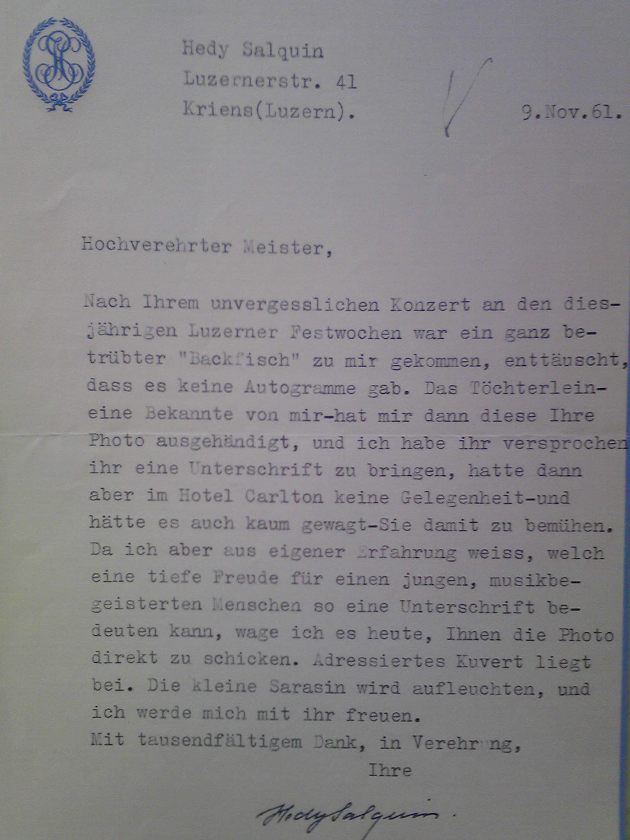 Hedy Salquin
Luzernerstr. 41
Kriens(Luzern).
9.Nov.61.
Hochverehrter Meister,
Nach Ihrem unvergesslichen Konzert an den dies-
jährigen Luzerner Festwochen war ein ganz be-
trübter "Backfisch" zu mir gekommen, enttäuscht,
dass es keine Autogramme gab. Das Töchterlein-
eine Bekannte von mir-hat mir dann diese Ihre
Photo ausgehändigt, und ich habe ihr versprochen
ihr eine Unterschrift zu bringen, hatte dann
aber im Hotel Carlton keine Gelegenheit-und
hätte es auch kaum gewagt-Sie damit zu bemühen.
Da ich aber aus eigener Erfahrung weiss, welch
eine tiefe Freude für einen jungen, musikbe-
geisterten Menschen so eine Unterschrift be-
deuten kann, wage ich es heute, Ihnen die Photo
direkt zu schicken. Adressiertes Kuvert liegt
bei. Die kleine Sarasin wird aufleuchten, und
ich werde mich mit ihr freuen.
Mit tausendfältigem Dank, in Verehrung,
Ihre
Hedy Salquin.